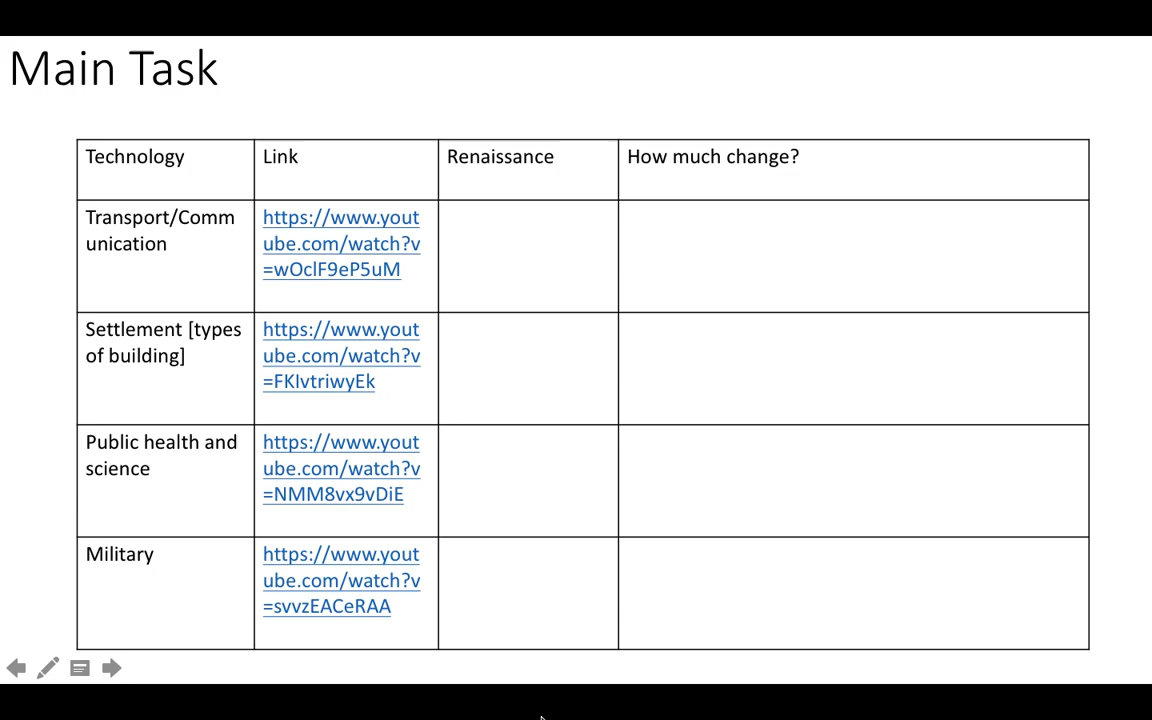 Main Task
Technology
Link
Renaissance
How much change?
Transport/Comm
unication
https://www.yout
ube.com/watch?v
=wOclF9eP5uM
Settlement [types
of building]
https://www.yout
ube.com/watch?v
=FKIvtriwyEk
Public health and
science
https://www.yout
ube.com/watch?v
=NMM8vx9vDiE
Military
https://www.yout
ube.com/watch?v
=svvzEACeRAA